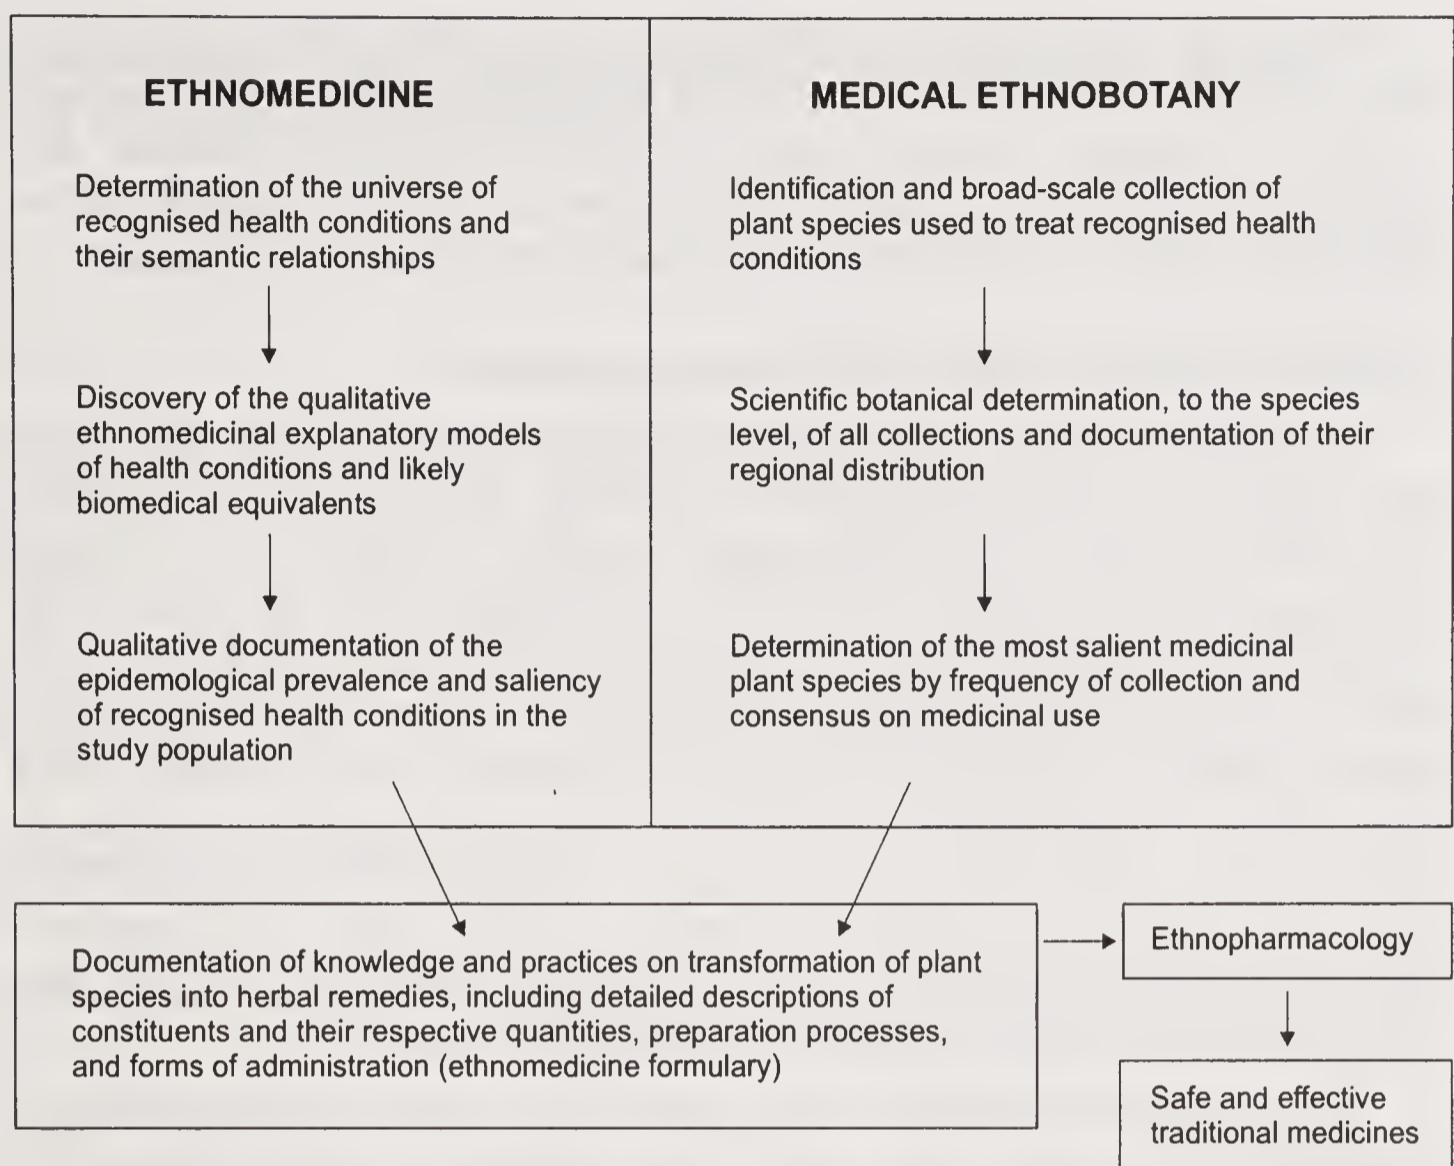 ETHNOMEDICINE
Determination of the universe of
recognised health conditions and
their semantic relationships
Discovery of the qualitative
ethnomedicinal explanatory models
of health conditions and likely
biomedical equivalents
Qualitative documentation of the
epidemological prevalence and saliency
of recognised health conditions in the
study population
MEDICAL ETHNOBOTANY
Identification and broad-scale collection of
plant species used to treat recognised health
conditions
Scientific botanical determination, to the species
level, of all collections and documentation of their
regional distribution
Determination of the most salient medicinal
plant species by frequency of collection and
consensus on medicinal use
Documentation of knowledge and practices on transformation of plant
species into herbal remedies, including detailed descriptions of
constituents and their respective quantities, preparation processes,
and forms of administration (ethnomedicine formulary)
Ethnopharmacology
Safe and effective
traditional medicines